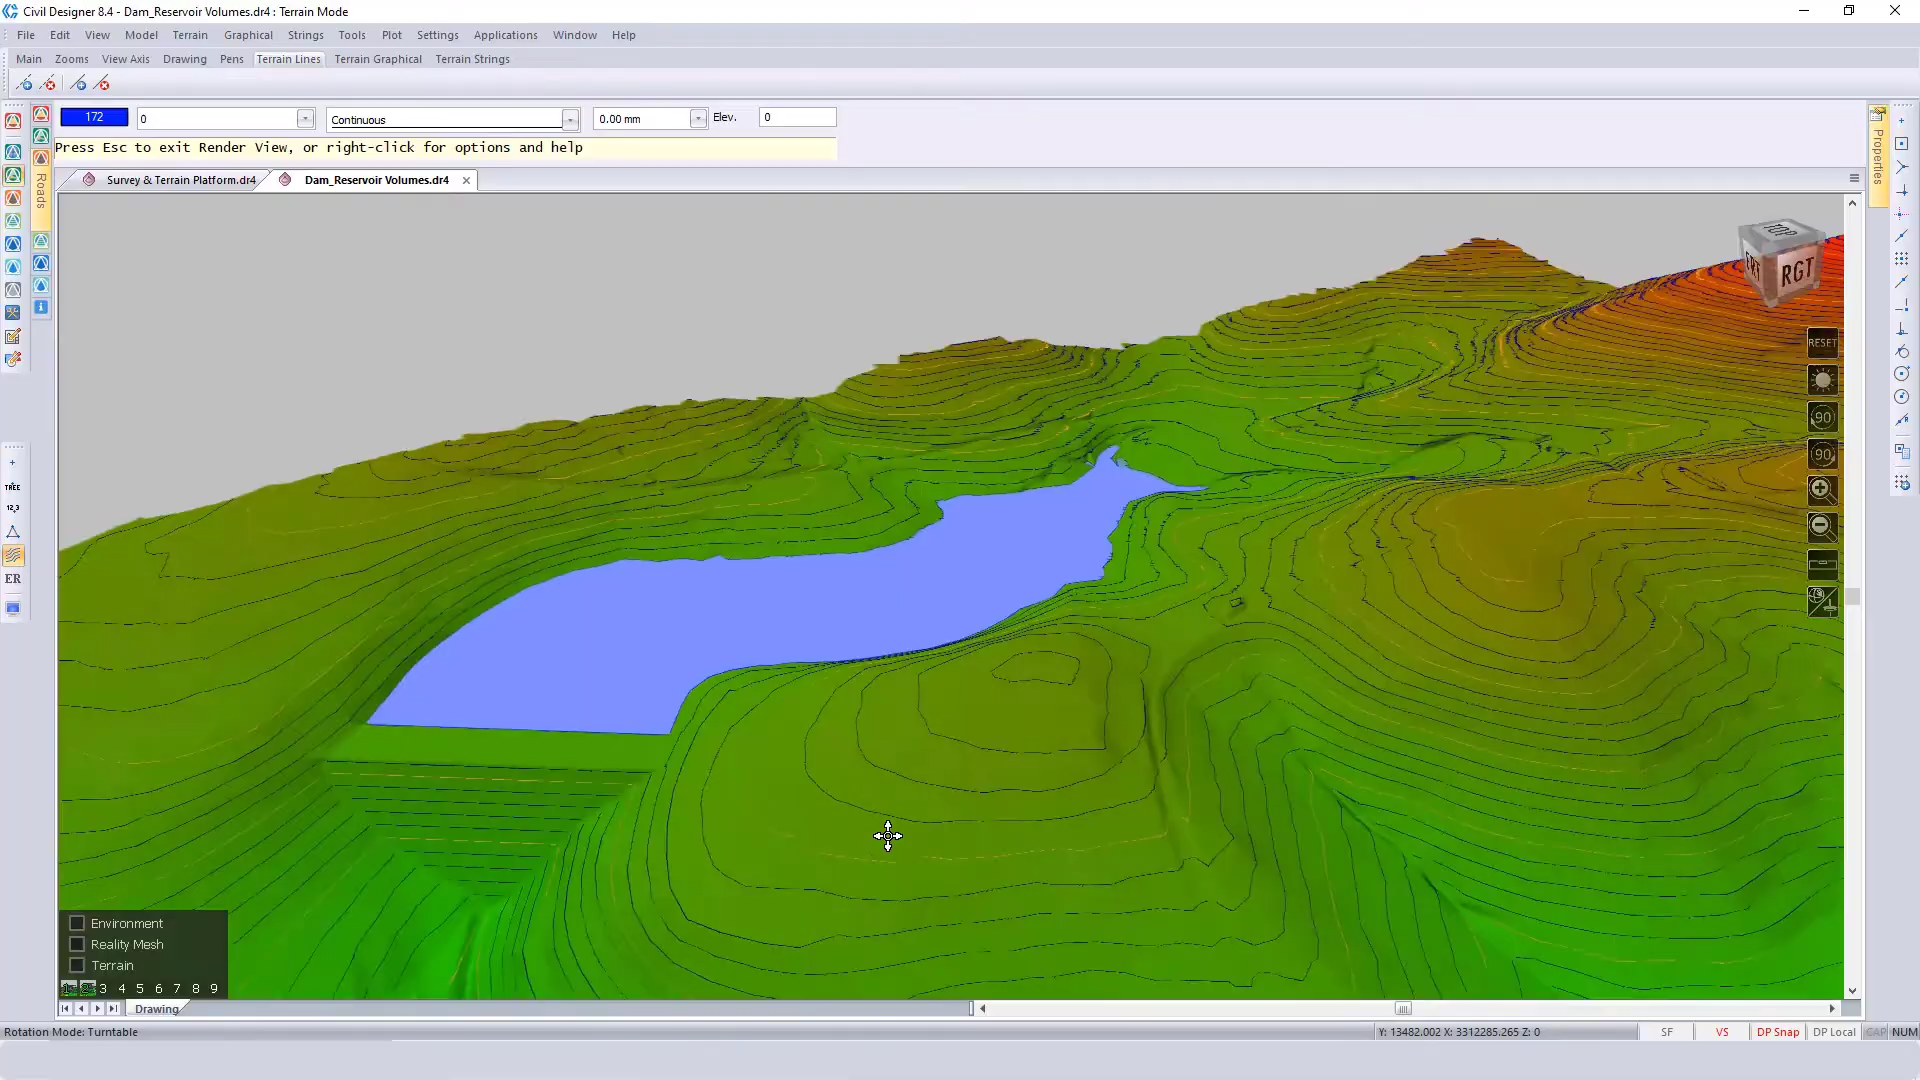 Civil Designer 8.4 - Dam_Reservoir Volumes.dr4 : Terrain Mode
File Edit View Model Terrain Graphical Strings Tools Plot Settings Applications Window Help
Main Zooms View Axis Drawing Pens Terrain Lines Terrain Graphical Terrain Strings
172 0 Continuous 0.00 mm Elev. 0
Press Esc to exit Render View, or right-click for options and help
Survey & Terrain Platform.dr4 Dam_Reservoir Volumes.dr4
Roads
Properties
TOP
FRT RGT
RESET
90
90
TREE
12.3
ER
Environment
Reality Mesh
Terrain
1 2 3 4 5 6 7 8 9
Drawing
Rotation Mode: Turntable Y: 13482.002 X: 3312285.265 Z: 0 SF VS DP Snap DP Local CAP NUM